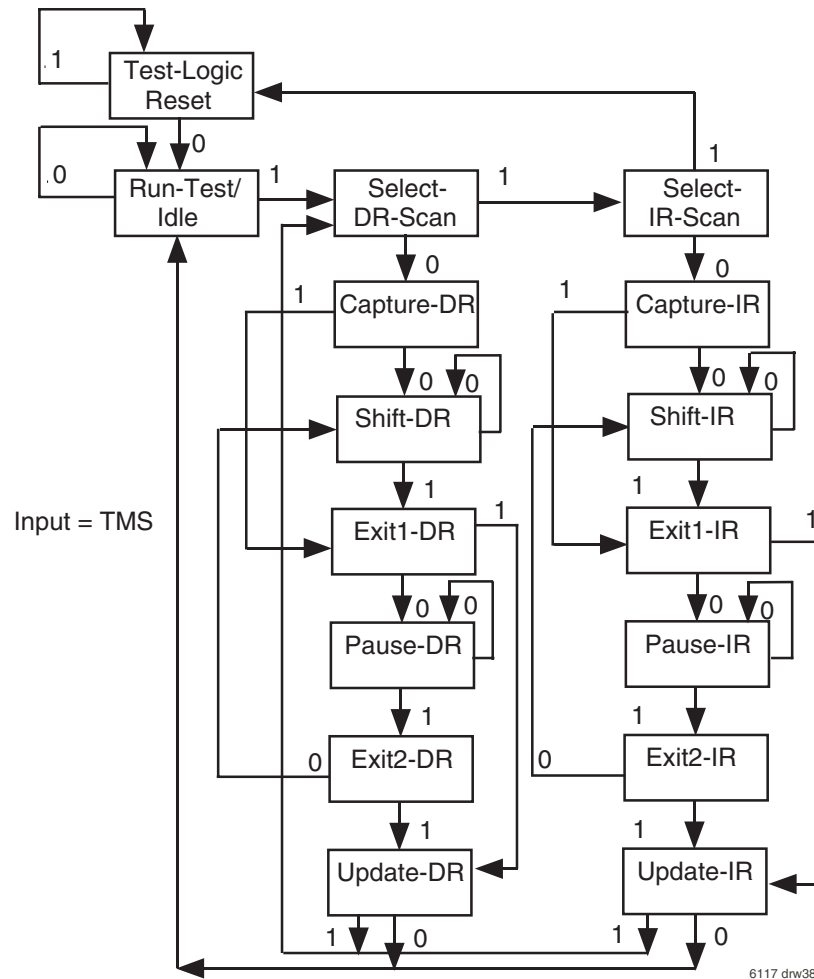 .1
Test-Logic
Reset
0
1
.0
Run-Test/
Idle
1
Select-
DR-Scan
1
Select-
IR-Scan
0
0
1
Capture-DR
1
Capture-IR
0
0
0
0
Shift-DR
Shift-IR
1
1
Input = TMS
Exit1-DR
1
Exit1-IR
1
0
0
0
0
Pause-DR
Pause-IR
1
1
0
Exit2-DR
0
Exit2-IR
1
1
Update-DR
Update-IR
1
0
1
0
6117 drw38